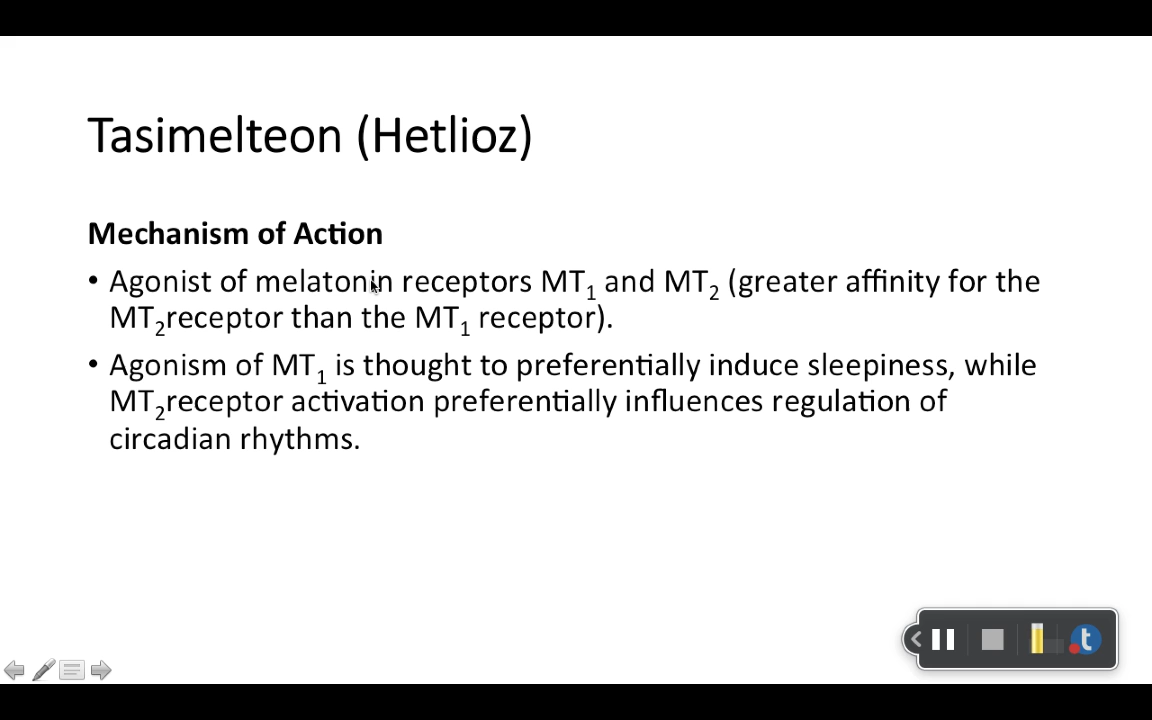 Tasimelteon (Hetlioz)
Mechanism of Action
• Agonist of melatonin receptors MT₁ and MT₂ (greater affinity for the
MT₂receptor than the MT₁ receptor).
• Agonism of MT₁ is thought to preferentially induce sleepiness, while
MT₂receptor activation preferentially influences regulation of
circadian rhythms.
t